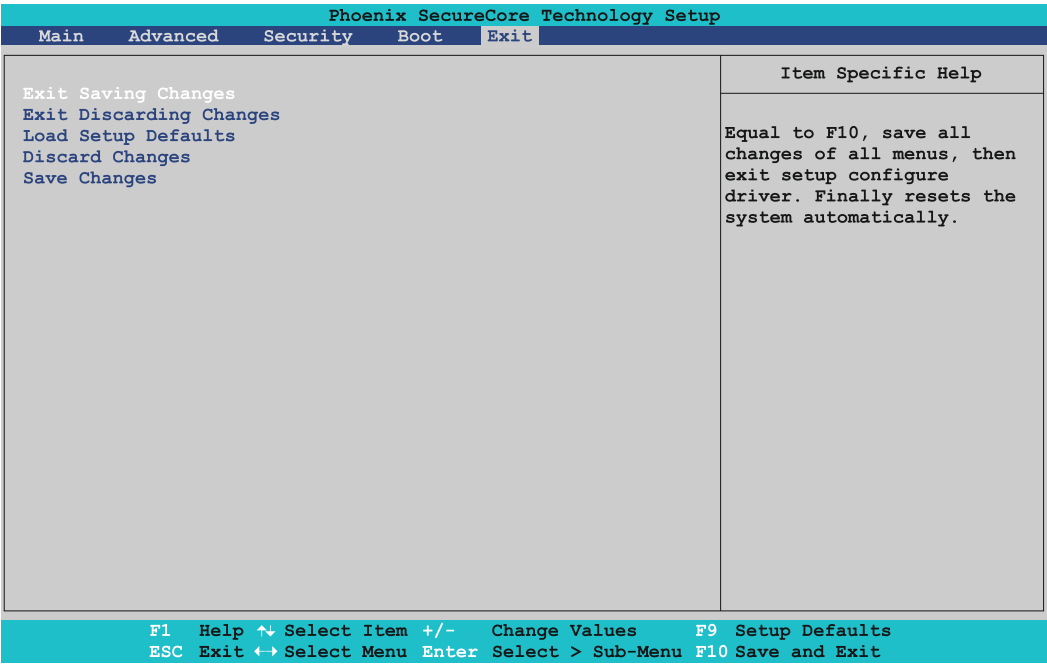 Phoenix SecureCore Technology Setup
Main Advanced Security Boot Exit
Exit Saving Changes
Exit Discarding Changes
Load Setup Defaults
Discard Changes
Save Changes
Item Specific Help
Equal to F10, save all
changes of all menus, then
exit setup configure
driver. Finally resets the
system automatically.
F1 Help ↑↓ Select Item +/- Change Values F9 Setup Defaults
ESC Exit ↔ Select Menu Enter Select > Sub-Menu F10 Save and Exit